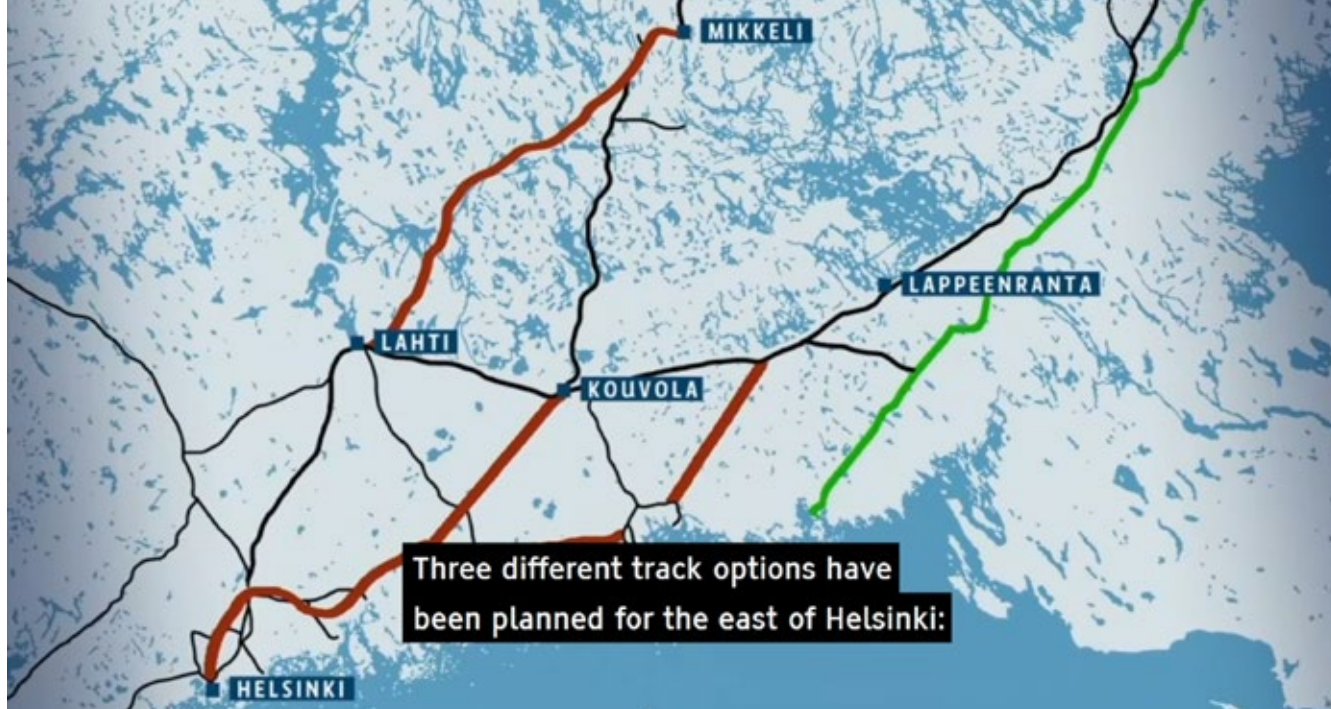 MIKKELI
LAPPEENRANTA
LAHTI
KOUVOLA
Three different track options have
been planned for the east of Helsinki:
HELSINKI